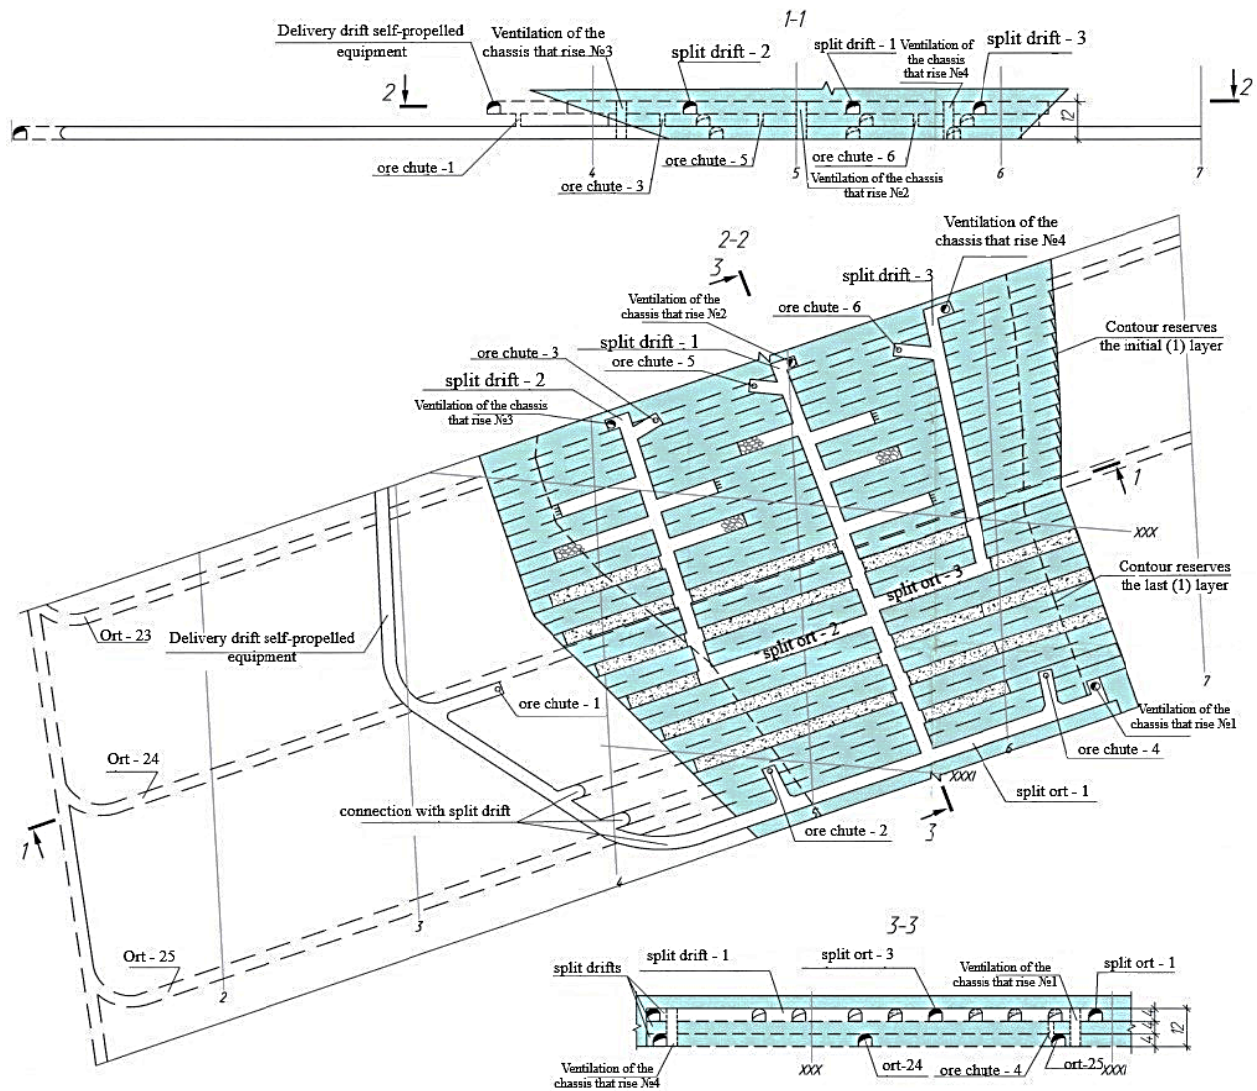 1-1
Delivery drift self-propelled
equipment
Ventilation of the
chassis that rise №3
split drift - 2
split drift - 1
Ventilation of
the chassis
that rise №4
split drift - 3
2
2
12
ore chute -1
4
ore chute - 3
ore chute - 5
5
ore chute - 6
Ventilation of the chassis
that rise №2
6
7
2-2
3
Ventilation of the
chassis that rise №4
split drift - 3
Ventilation of the
chassis that rise №2
ore chute - 6
split drift - 1
ore chute - 3
ore chute - 5
split drift - 2
Ventilation of the chassis
that rise №3
Contour reserves
the initial (1) layer
1
XXX
Contour reserves
the last (1) layer
split ort - 3
split ort - 2
Ort - 23
Delivery drift self-propelled
equipment
ore chute - 1
7
Ventilation of the
chassis that rise №1
ore chute - 4
6
XXXI
split ort - 1
Ort - 24
connection with split drift
5
ore chute - 2
3
1
4
3
Ort - 25
2
3-3
split drifts
split drift - 1
split ort - 3
Ventilation of the
chassis that rise №1
split ort - 1
4
4
4
12
Ventilation of the
chassis that rise №4
XXX
ort-24
ore chute - 4
ort-25
XXXI